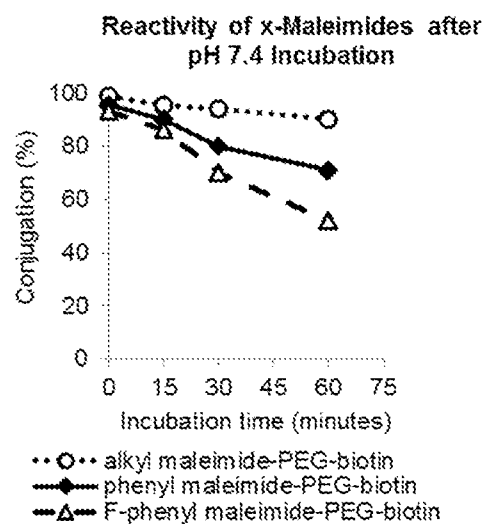 Reactivity of x-Maleimides after
pH 7.4 Incubation
100
80
60
40
20
0
Conjugation (%)
0 15 30 45 60 75
Incubation time (minutes)
alkyl maleimide-PEG-biotin
phenyl maleimide-PEG-biotin
F-phenyl maleimide-PEG-biotin